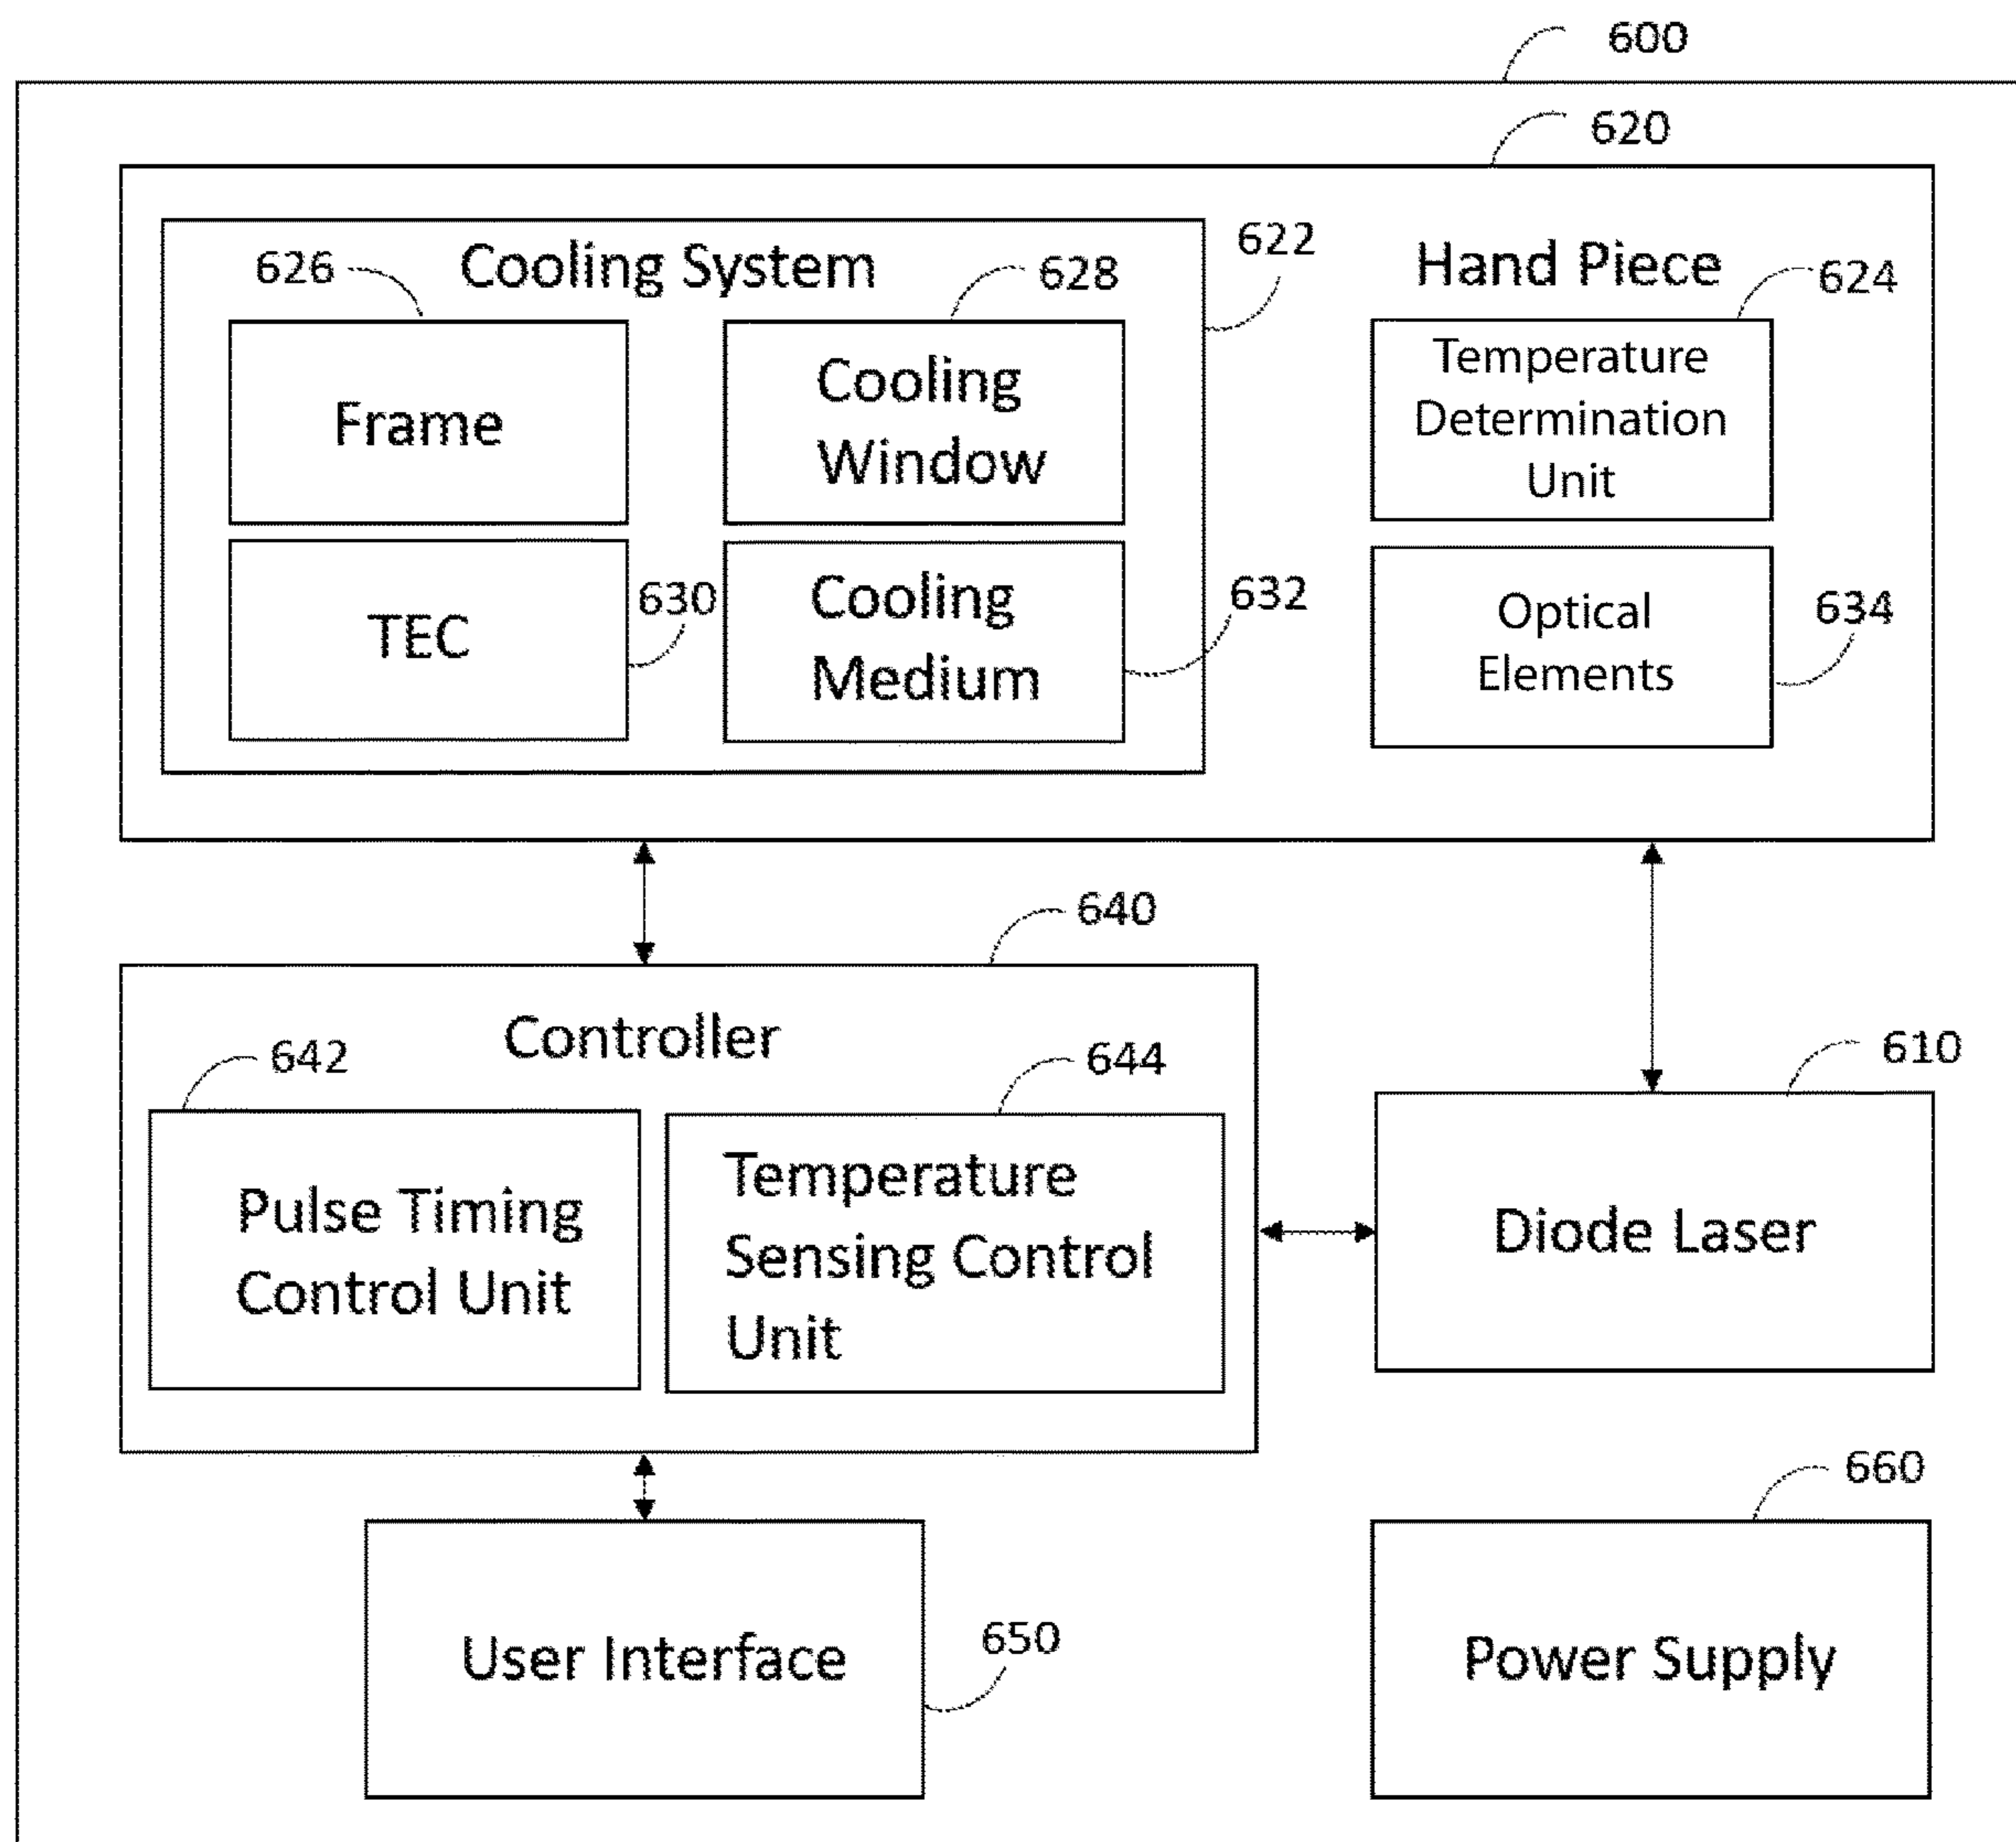 600
620
Cooling System
622
Hand Piece
626
628
624
Frame
Cooling
Window
Temperature
Determination
Unit
TEC
630
Cooling
Medium
632
Optical
Elements
634
640
Controller
642
644
610
Pulse Timing
Control Unit
Temperature
Sensing Control
Unit
Diode Laser
660
User Interface
650
Power Supply